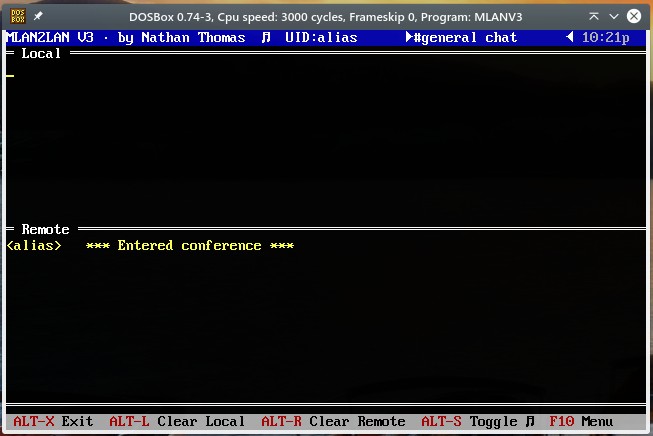 DOS BOX
DOSBox 0.74-3, Cpu speed: 3000 cycles, Frameskip 0, Program: MLANV3
MLAN2LAN V3 · by Nathan Thomas ♫ UID:alias ►#general chat ◄ 10:21p
Local
Remote
<alias> *** Entered conference ***
ALT-X Exit ALT-L Clear Local ALT-R Clear Remote ALT-S Toggle ♫ F10 Menu